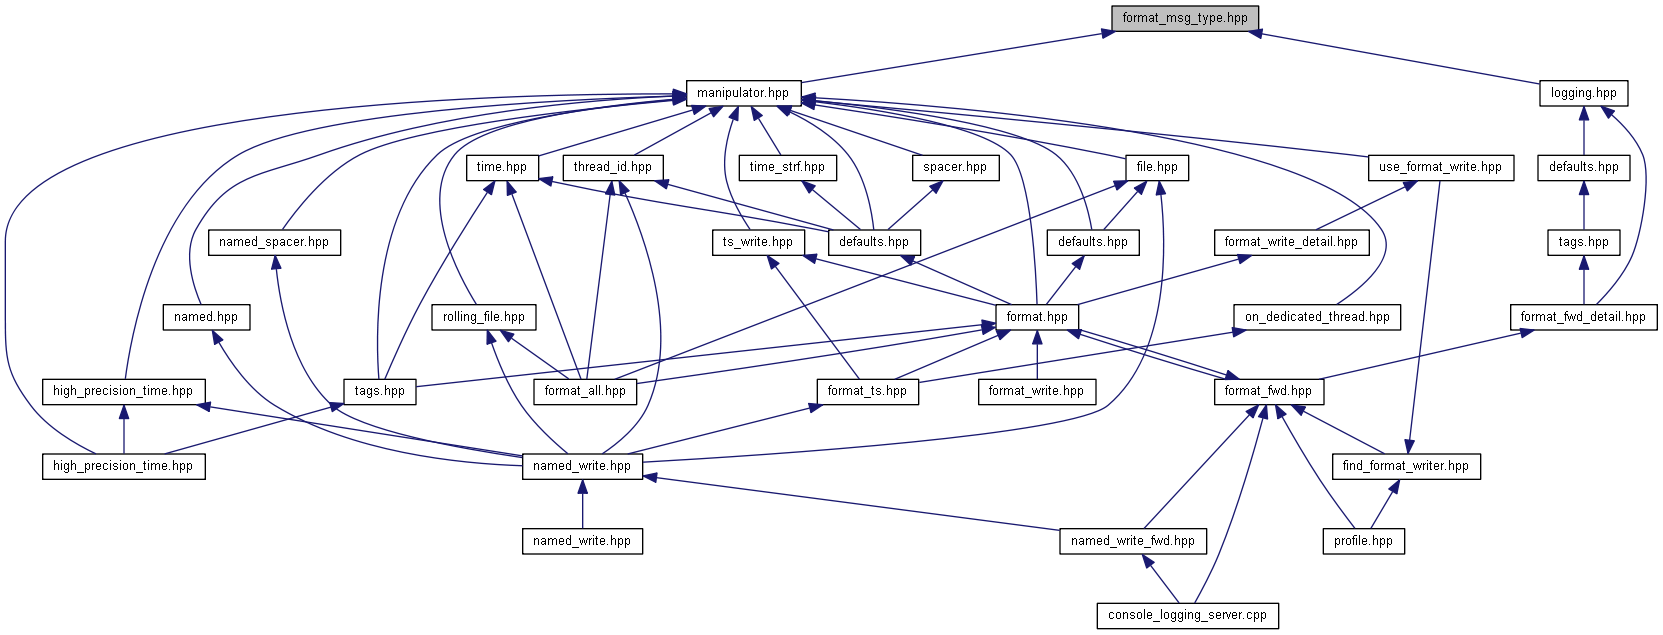 format_msg_type.hpp
manipulator.hpp
logging.hpp
time.hpp
thread_id.hpp
time_strf.hpp
spacer.hpp
file.hpp
use_format_write.hpp
defaults.hpp
named_spacer.hpp
ts_write.hpp
defaults.hpp
defaults.hpp
format_write_detail.hpp
tags.hpp
named.hpp
rolling_file.hpp
format.hpp
on_dedicated_thread.hpp
format_fwd_detail.hpp
high_precision_time.hpp
tags.hpp
format_all.hpp
format_ts.hpp
format_write.hpp
format_fwd.hpp
high_precision_time.hpp
named_write.hpp
find_format_writer.hpp
named_write.hpp
named_write_fwd.hpp
profile.hpp
console_logging_server.cpp